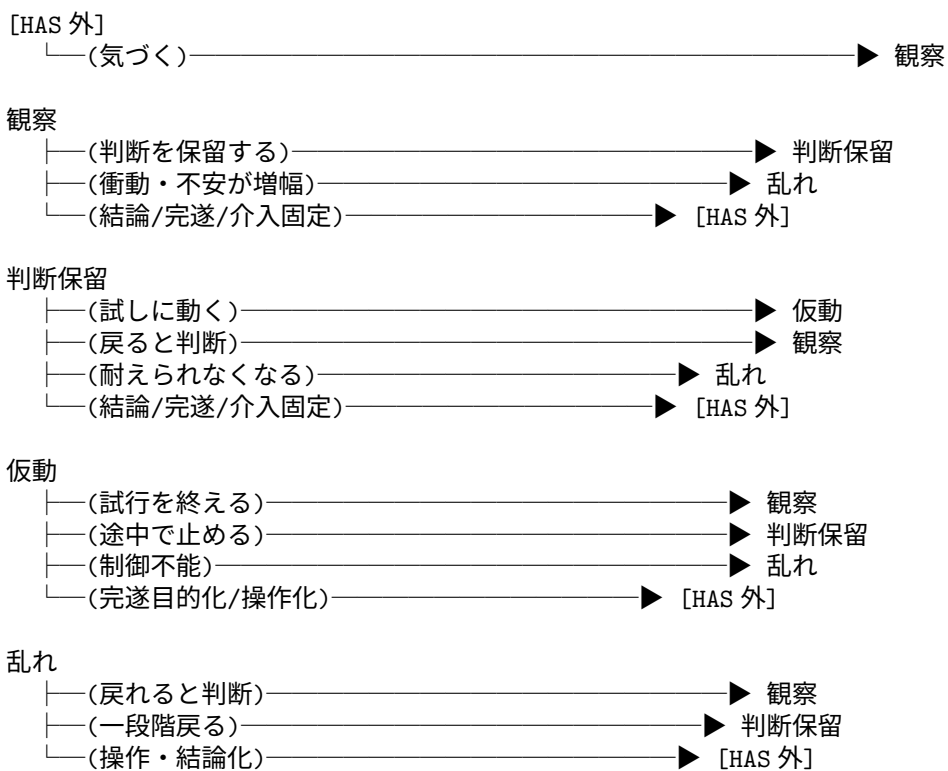 [HAS 外]
└──(気づく)──────────────────────────▶ 観察
観察
├──(判断を保留する)──────────────────────▶ 判断保留
├──(衝動・不安が増幅)────────────────────▶ 乱れ
└──(結論/完遂/介入固定)────────────────▶ [HAS 外]
判断保留
├──(試しに動く)────────────────────────▶ 仮動
├──(戻ると判断)────────────────────────▶ 観察
├──(耐えられなくなる)──────────────────▶ 乱れ
└──(結論/完遂/介入固定)────────────────▶ [HAS 外]
仮動
├──(試行を終える)──────────────────────▶ 観察
├──(途中で止める)──────────────────────▶ 判断保留
├──(制御不能)──────────────────────────▶ 乱れ
└──(完遂目的化/操作化)────────────────▶ [HAS 外]
乱れ
├──(戻れると判断)──────────────────────▶ 観察
├──(一段階戻る)────────────────────────▶ 判断保留
└──(操作・結論化)──────────────────────▶ [HAS 外]